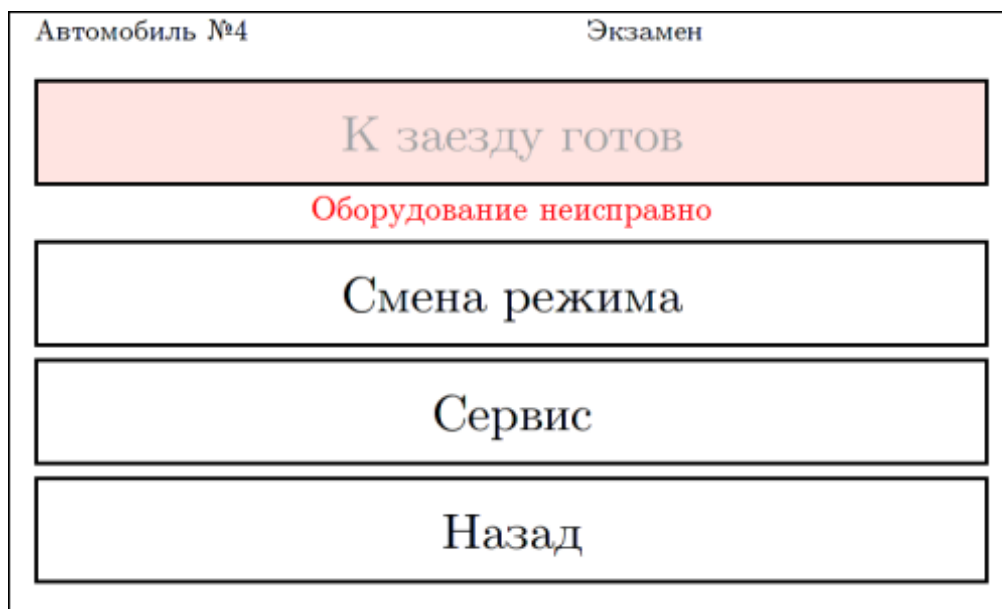 Автомобиль №4 Экзамен
К заезду готов
Оборудование неисправно
Смена режима
Сервис
Назад